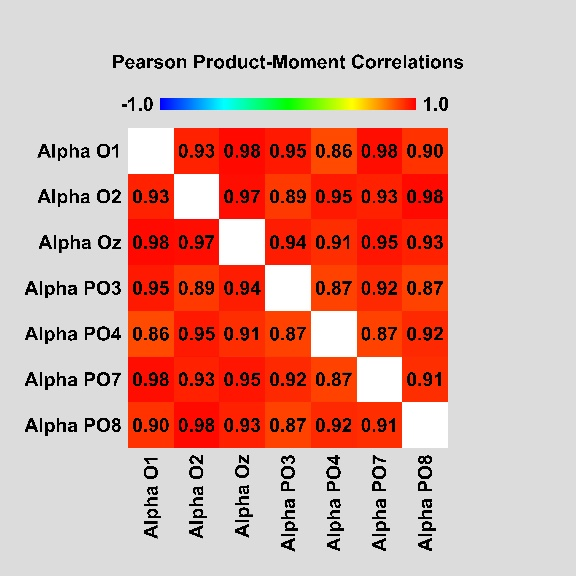 Pearson Product-Moment Correlations
-1.0 1.0
Alpha O1 0.93 0.98 0.95 0.86 0.98 0.90
Alpha O2 0.93 0.97 0.89 0.95 0.93 0.98
Alpha Oz 0.98 0.97 0.94 0.91 0.95 0.93
Alpha PO3 0.95 0.89 0.94 0.87 0.92 0.87
Alpha PO4 0.86 0.95 0.91 0.87 0.87 0.92
Alpha PO7 0.98 0.93 0.95 0.92 0.87 0.91
Alpha PO8 0.90 0.98 0.93 0.87 0.92 0.91
Alpha O1
Alpha O2
Alpha Oz
Alpha PO3
Alpha PO4
Alpha PO7
Alpha PO8